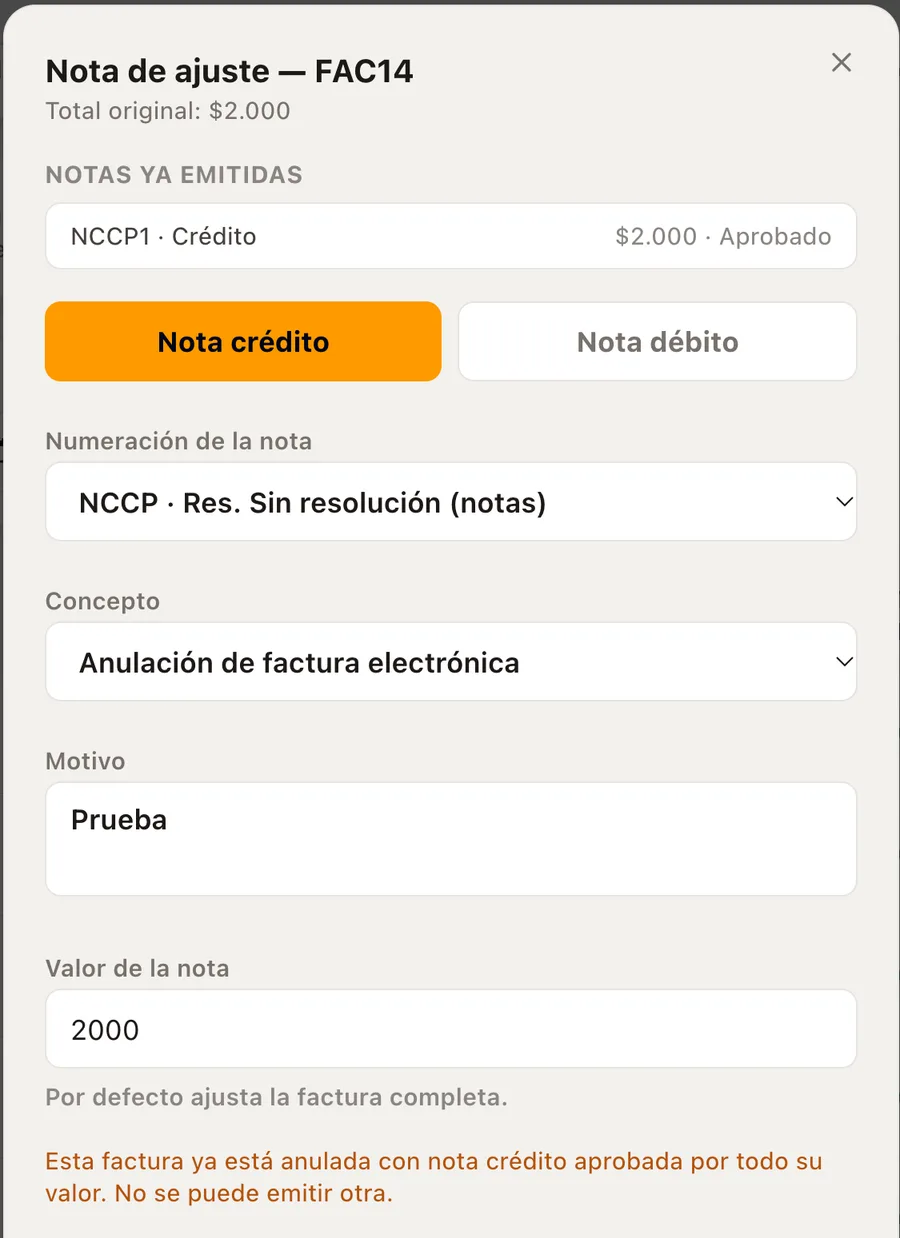 Nota de ajuste — FAC14
Total original: $2.000
NOTAS YA EMITIDAS
NCCP1 · Crédito $2.000 · Aprobado
Nota crédito Nota débito
Numeración de la nota
NCCP · Res. Sin resolución (notas)
Concepto
Anulación de factura electrónica
Motivo
Prueba
Valor de la nota
2000
Por defecto ajusta la factura completa.
Esta factura ya está anulada con nota crédito aprobada por todo su
valor. No se puede emitir otra.